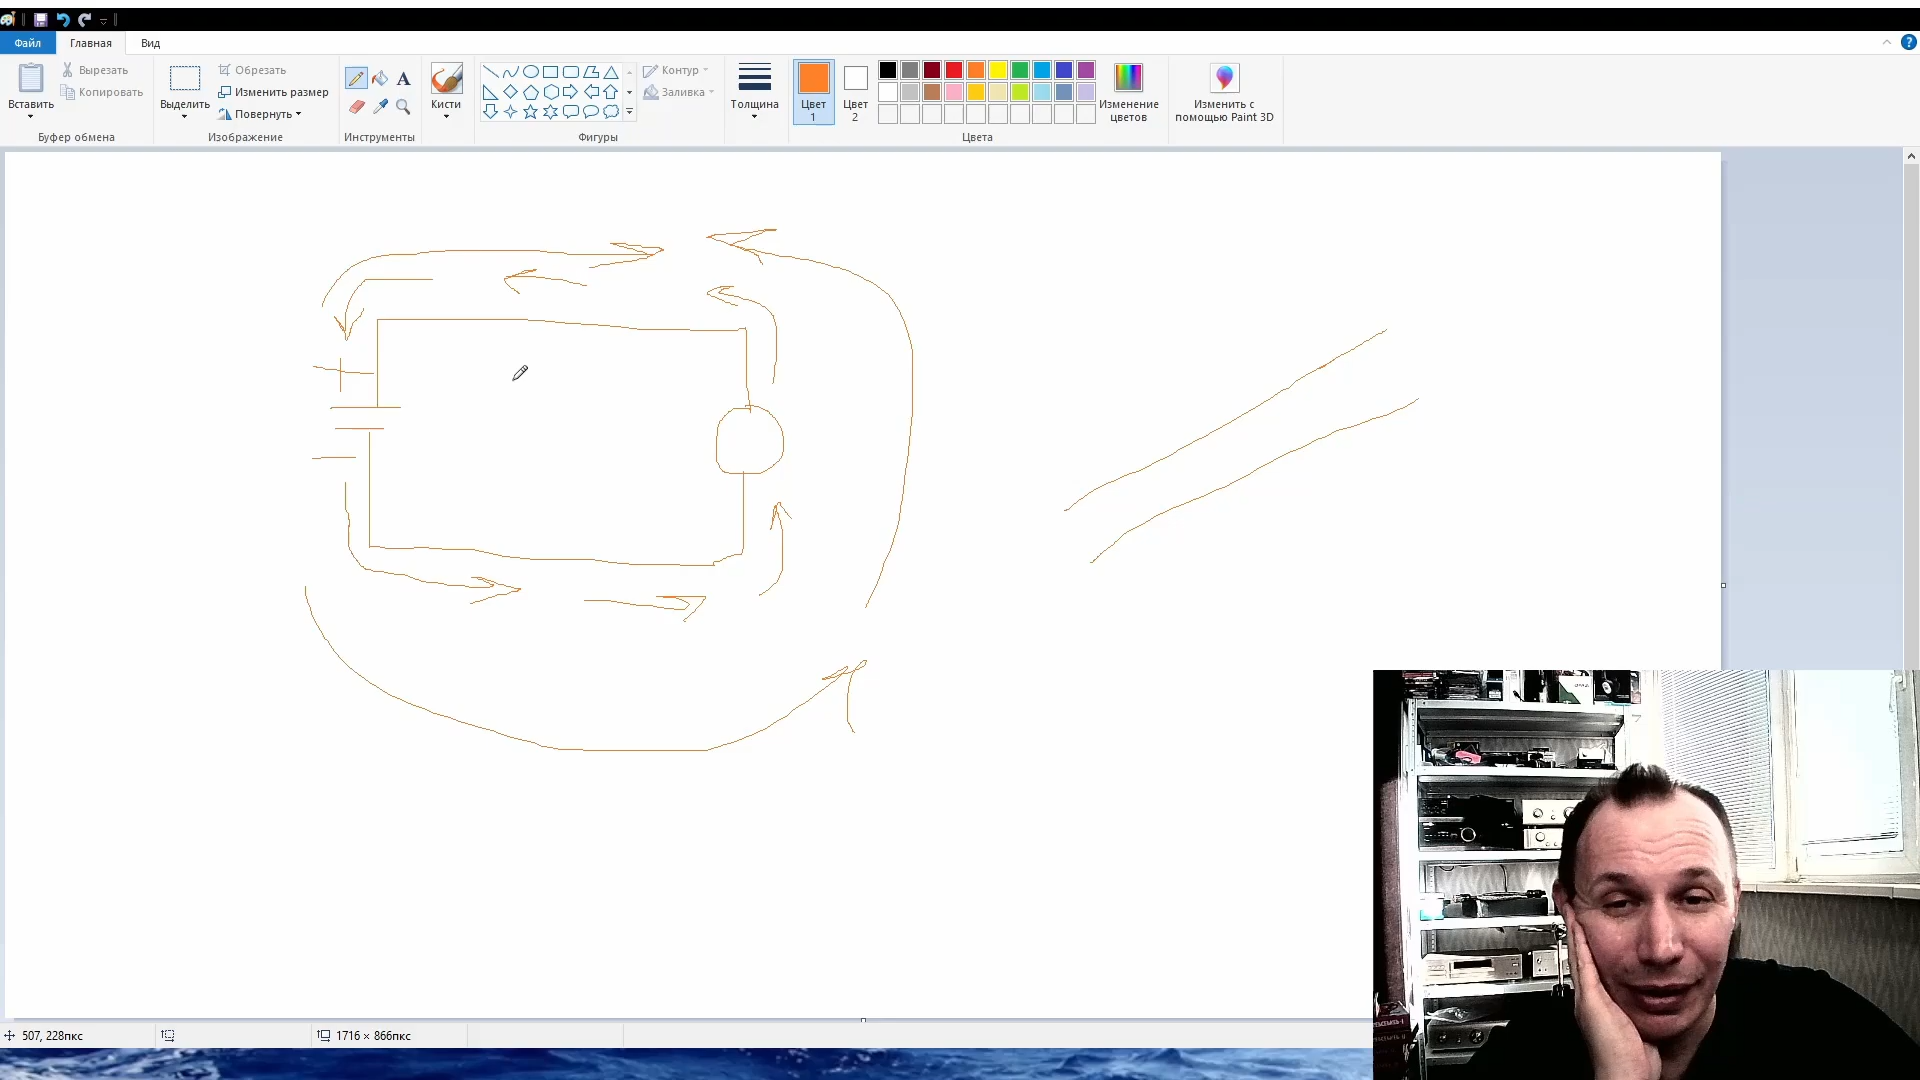 Файл Главная Вид
Вставить
Вырезать
Копировать
Буфер обмена
Выделить
Обрезать
Изменить размер
Повернуть
Изображение
A
Инструменты
Кисти
Фигуры
Контур
Заливка
Толщина
Цвет
1
Цвет
2
Цвета
Изменение
цветов
Изменить с
помощью Paint 3D
?
507, 228пкс
1716 × 866пкс